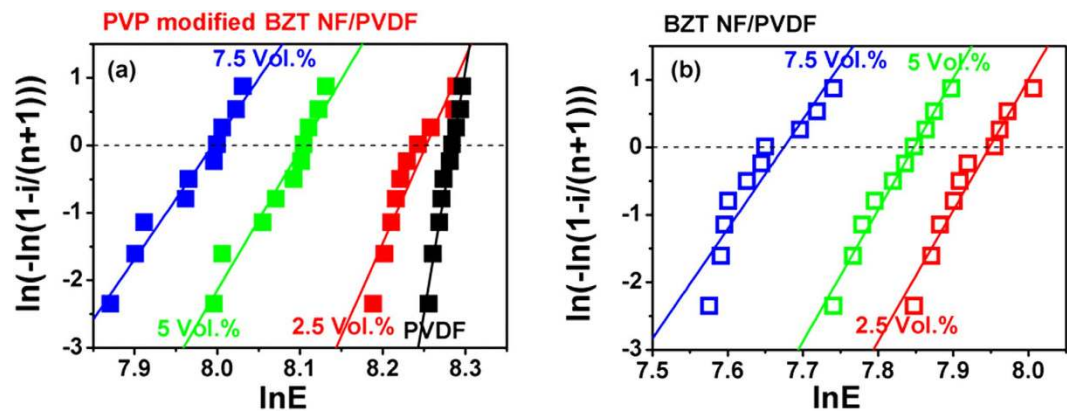 PVP modified BZT NF/PVDF
(a)
7.5 Vol.%
5 Vol.%
2.5 Vol.%
PVDF
ln(-ln(1-i/(n+1)))
1
0
-1
-2
-3
7.9
8.0
8.1
8.2
8.3
lnE
BZT NF/PVDF
(b)
7.5 Vol.%
5 Vol.%
2.5 Vol.%
ln(-ln(1-i/(n+1)))
1
0
-1
-2
-3
7.5
7.6
7.7
7.8
7.9
8.0
lnE